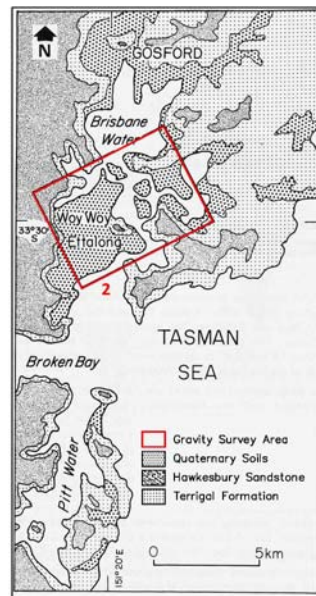 N
GOSFORD
Brisbane
Water
33°30'
S
Woy Woy
Ettalong
2
TASMAN
SEA
Broken Bay
Pitt Water
Gravity Survey Area
Quaternary Soils
Hawkesbury Sandstone
Terrigal Formation
0 5km
151°20'E